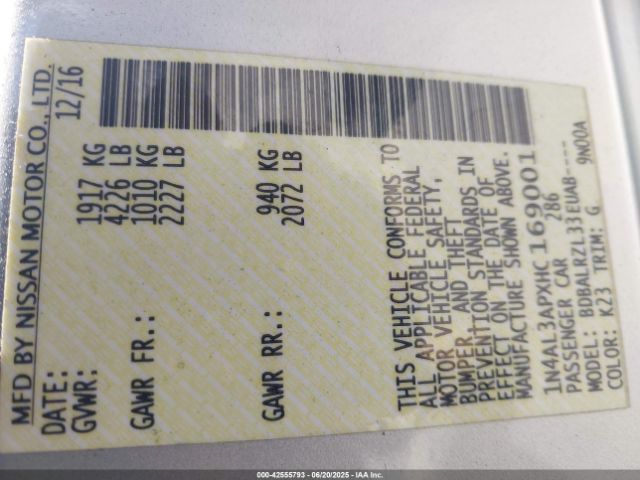 MFD BY NISSAN MOTOR CO., LTD.
DATE: 12/16
GVWR: 1917 KG
4226 LB
GAWR FR.: 1010 KG
2227 LB
GAWR RR.: 940 KG
2072 LB
THIS VEHICLE CONFORMS TO
ALL APPLICABLE FEDERAL
MOTOR VEHICLE SAFETY,
BUMPER, AND THEFT
PREVENTION STANDARDS IN
EFFECT ON THE DATE OF
MANUFACTURE SHOWN ABOVE.
1N4AL3APXHC169001
PASSENGER CAR 286
MODEL: BDBALRZL33EUAB----
K23 TRIM: G 9N00A
000-42555793 - 06/20/2025 - IAA Inc.